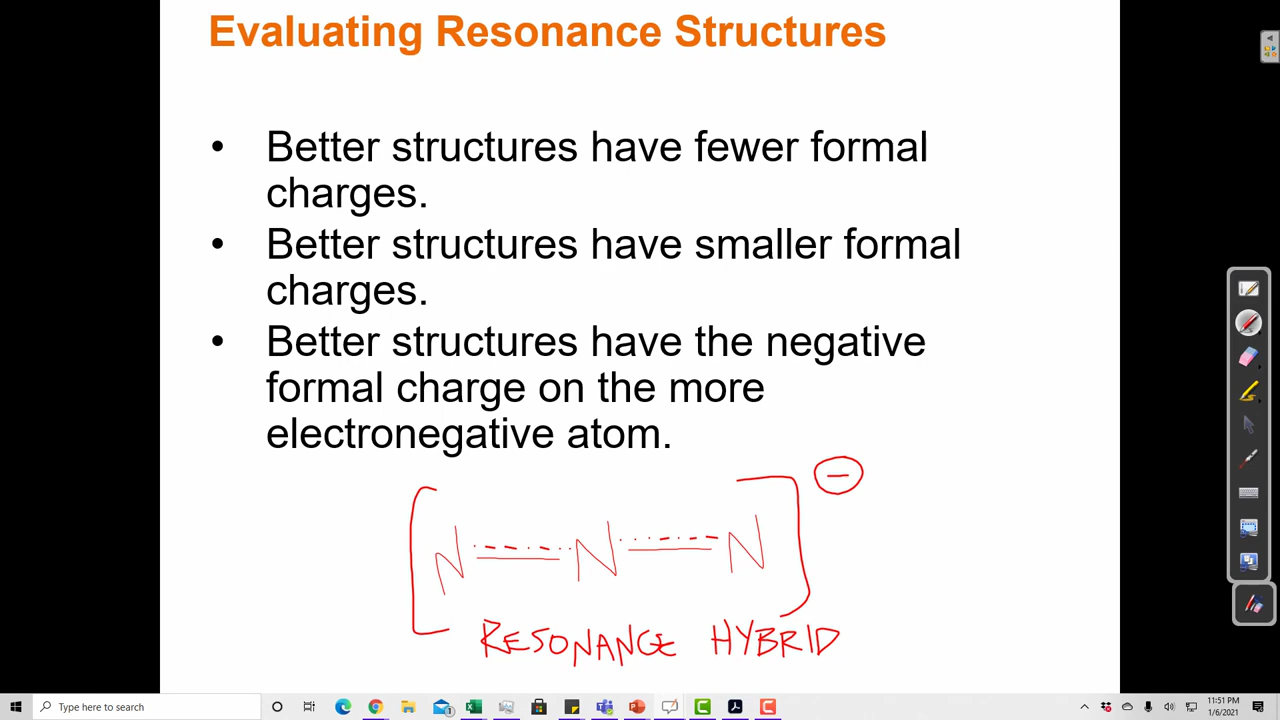 Evaluating Resonance Structures
• Better structures have fewer formal
charges.
• Better structures have smaller formal
charges.
• Better structures have the negative
formal charge on the more
electronegative atom.
[N N N] −
RESONANCE HYBRID
Type here to search
11:51 PM
1/6/2021